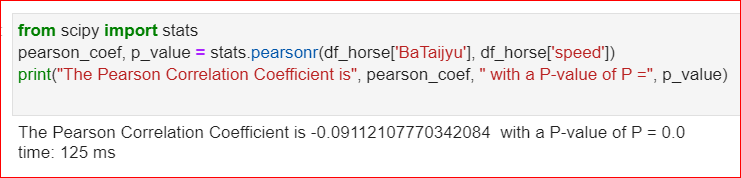 from scipy import stats
pearson_coef, p_value = stats.pearsonr(df_horse['BaTaijyu'], df_horse['speed'])
print("The Pearson Correlation Coefficient is", pearson_coef, " with a P-value of P =", p_value)
The Pearson Correlation Coefficient is -0.09112107770342084  with a P-value of P = 0.0
time: 125 ms